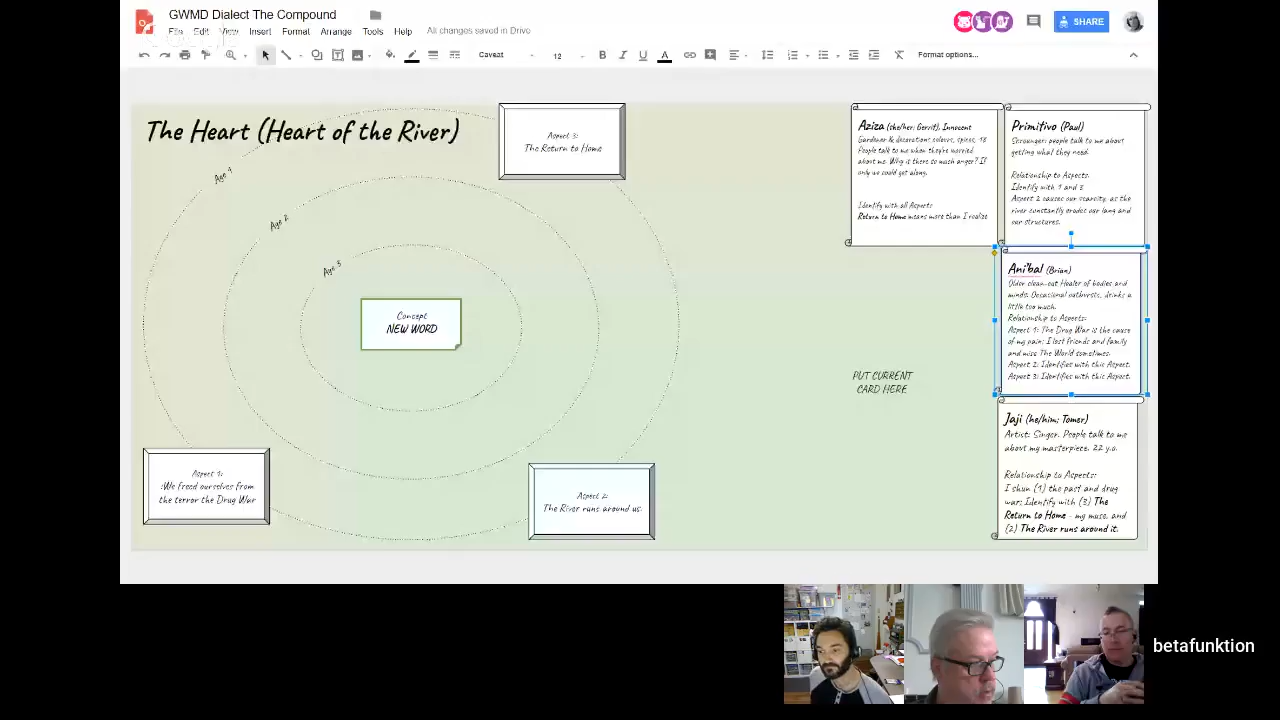 GWMD Dialect The Compound
File Edit View Insert Format Arrange Tools Help All changes saved in Drive
SHARE
Caveat 12 B I U A Format options...
The Heart (Heart of the River)
Age 1
Age 2
Age 3
Aspect 3:
The Return to Home
Concept
NEW WORD
Aspect 1:
:We freed ourselves from
the terror the Drug War
Aspect 2:
The River runs around us.
PUT CURRENT
CARD HERE
Aziza (she/her; Gerrit), Innocent
Gardener & decorations colours, spices, 18
People talk to me when they're worried
about me. Why is there so much anger? If
only we could get along.
Identify with all Aspects
Return to Home means more than I realize
Primitivo (Paul)
Scrounger: people talk to me about
getting what they need.
Relationship to Aspects:
Identify with 1 and 3
Aspect 2 causes our scarcity, as the
river constantly erodes our land and
our structures.
Anibal (Brian)
Older clean-cut Healer of bodies and
minds. Occasional outbursts, drinks a
little too much.
Relationship to Aspects:
Aspect 1: The Drug War is the cause
of my pain; I lost friends and family
and miss The World sometimes.
Aspect 2: Identifies with this Aspect.
Aspect 3: Identifies with this Aspect.
Jaji (he/him; Tomer)
Artist: Singer. People talk to me
about my masterpiece. 22 y.o.
Relationship to Aspects:
I shun (1) the past and drug
war; Identify with (3) The
Return to Home - my muse, and
(2) The River runs around it.
betafunktion